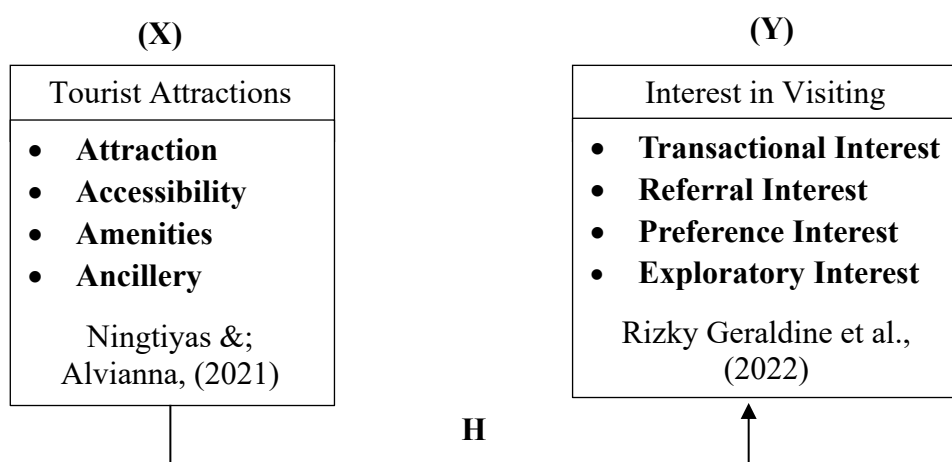 (X)
Tourist Attractions
• Attraction
• Accessibility
• Amenities
• Ancillery
Ningtiyas &;
Alvianna, (2021)
(Y)
Interest in Visiting
• Transactional Interest
• Referral Interest
• Preference Interest
• Exploratory Interest
Rizky Geraldine et al.,
(2022)
H